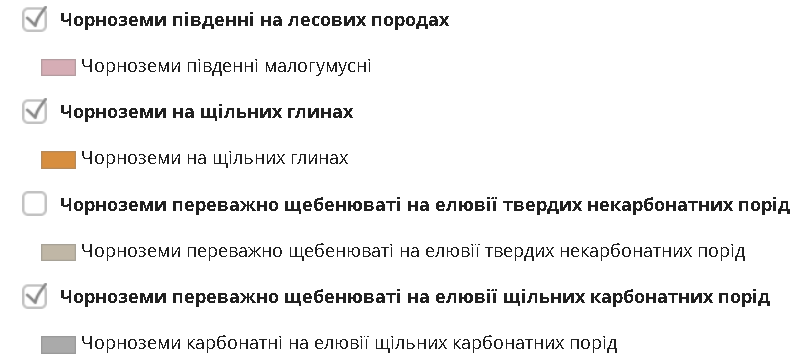 Чорноземи південні на лесових породах
Чорноземи південні малогумусні
Чорноземи на щільних глинах
Чорноземи на щільних глинах
Чорноземи переважно щебенюваті на елювії твердих некарбонатних порід
Чорноземи переважно щебенюваті на елювії твердих некарбонатних порід
Чорноземи переважно щебенюваті на елювії щільних карбонатних порід
Чорноземи карбонатні на елювії щільних карбонатних порід